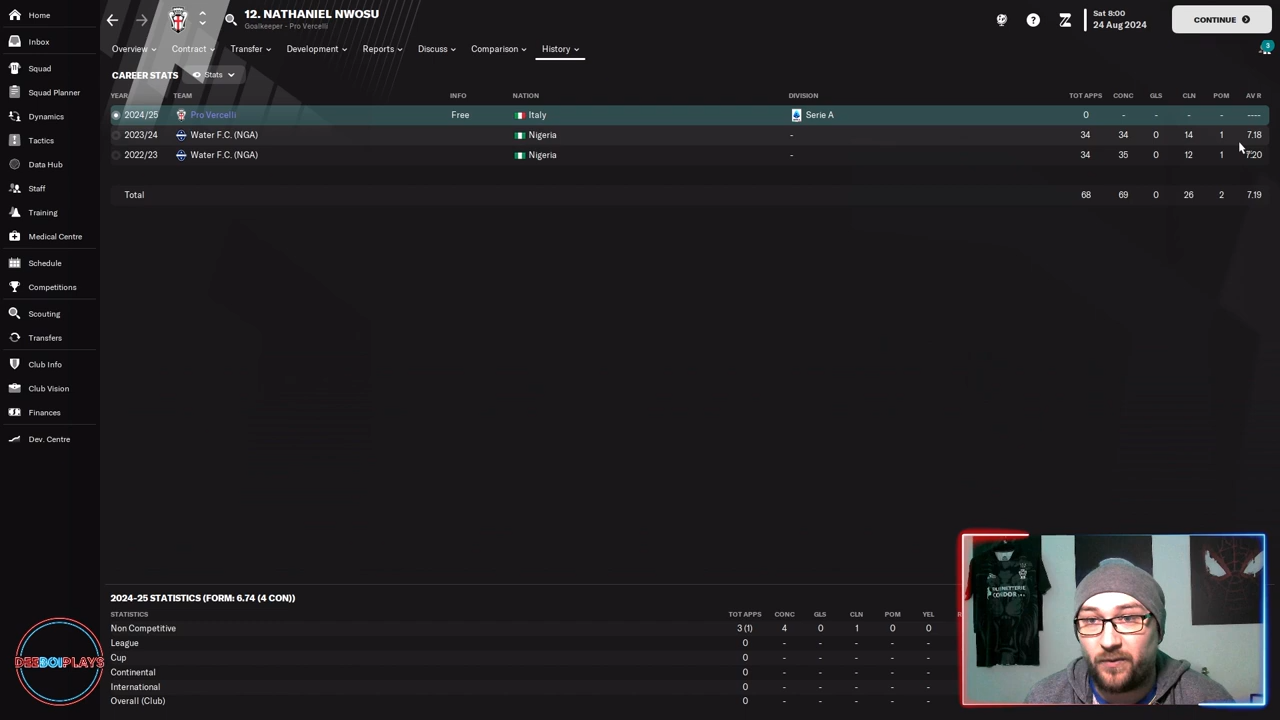 12. NATHANIEL NWOSU
Goalkeeper - Pro Vercelli
Sat 8:00
24 Aug 2024
CONTINUE
3
Home
Inbox
Squad
Squad Planner
Dynamics
Tactics
Data Hub
Staff
Training
Medical Centre
Schedule
Competitions
Scouting
Transfers
Club Info
Club Vision
Finances
Dev. Centre
Overview Contract Transfer Development Reports Discuss Comparison History
CAREER STATS Stats
YEAR TEAM INFO NATION DIVISION TOT APPS CONC GLS CLN POM AV R
2024/25 Pro Vercelli Free Italy Serie A 0 - - - - ----
2023/24 Water F.C. (NGA) Nigeria - 34 34 0 14 1 7.18
2022/23 Water F.C. (NGA) Nigeria - 34 35 0 12 1 7.20
Total 68 69 0 26 2 7.19
2024-25 STATISTICS (FORM: 6.74 (4 CON))
STATISTICS TOT APPS CONC GLS CLN POM YEL
Non Competitive 3 (1) 4 0 1 0 0
League 0 - - - - -
Cup 0 - - - - -
Continental 0 - - - - -
International 0 - - - - -
Overall (Club) 0 - - - - -
DEEBOIPLAYS